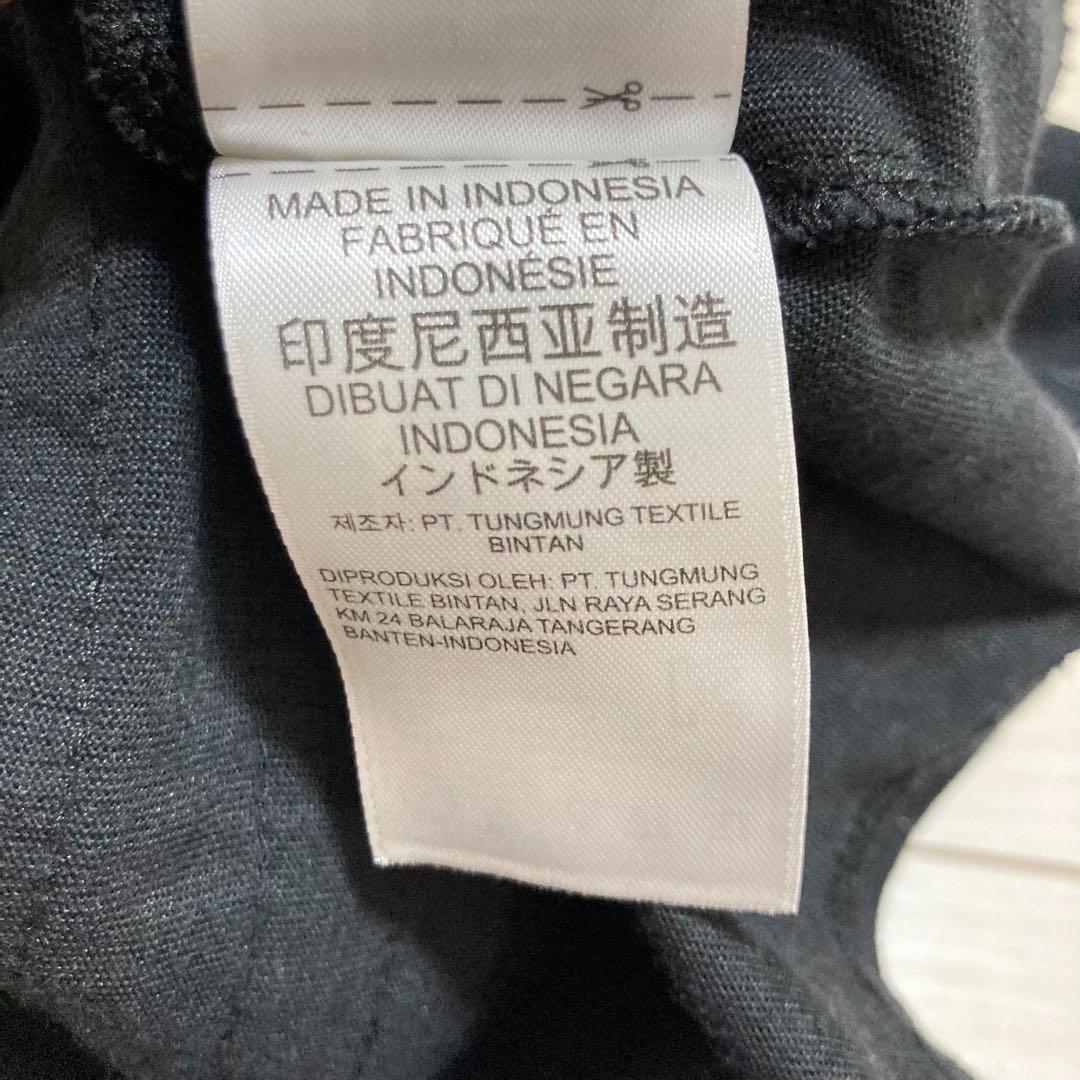 MADE IN INDONESIA
FABRIQUÉ EN
INDONÉSIE
印度尼西亚制造
DIBUAT DI NEGARA
INDONESIA
インドネシア製
제조자: PT. TUNGMUNG TEXTILE
BINTAN
DIPRODUKSI OLEH: PT. TUNGMUNG
TEXTILE BINTAN, JLN RAYA SERANG
KM 24 BALARAJA TANGERANG
BANTEN-INDONESIA